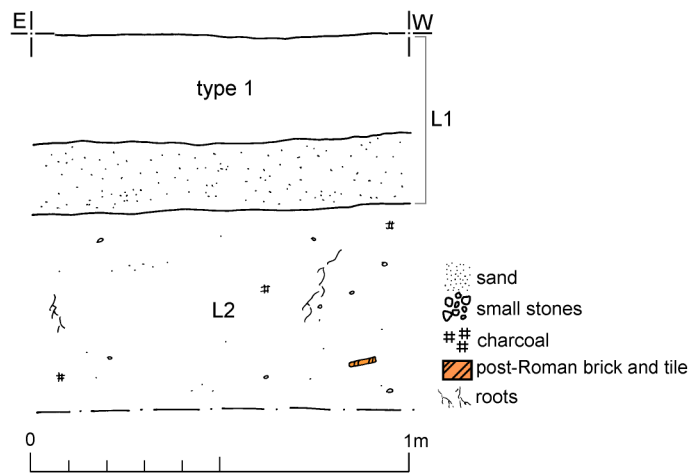 E
W
type 1
L1
L2
sand
small stones
charcoal
post-Roman brick and tile
roots
0
1m